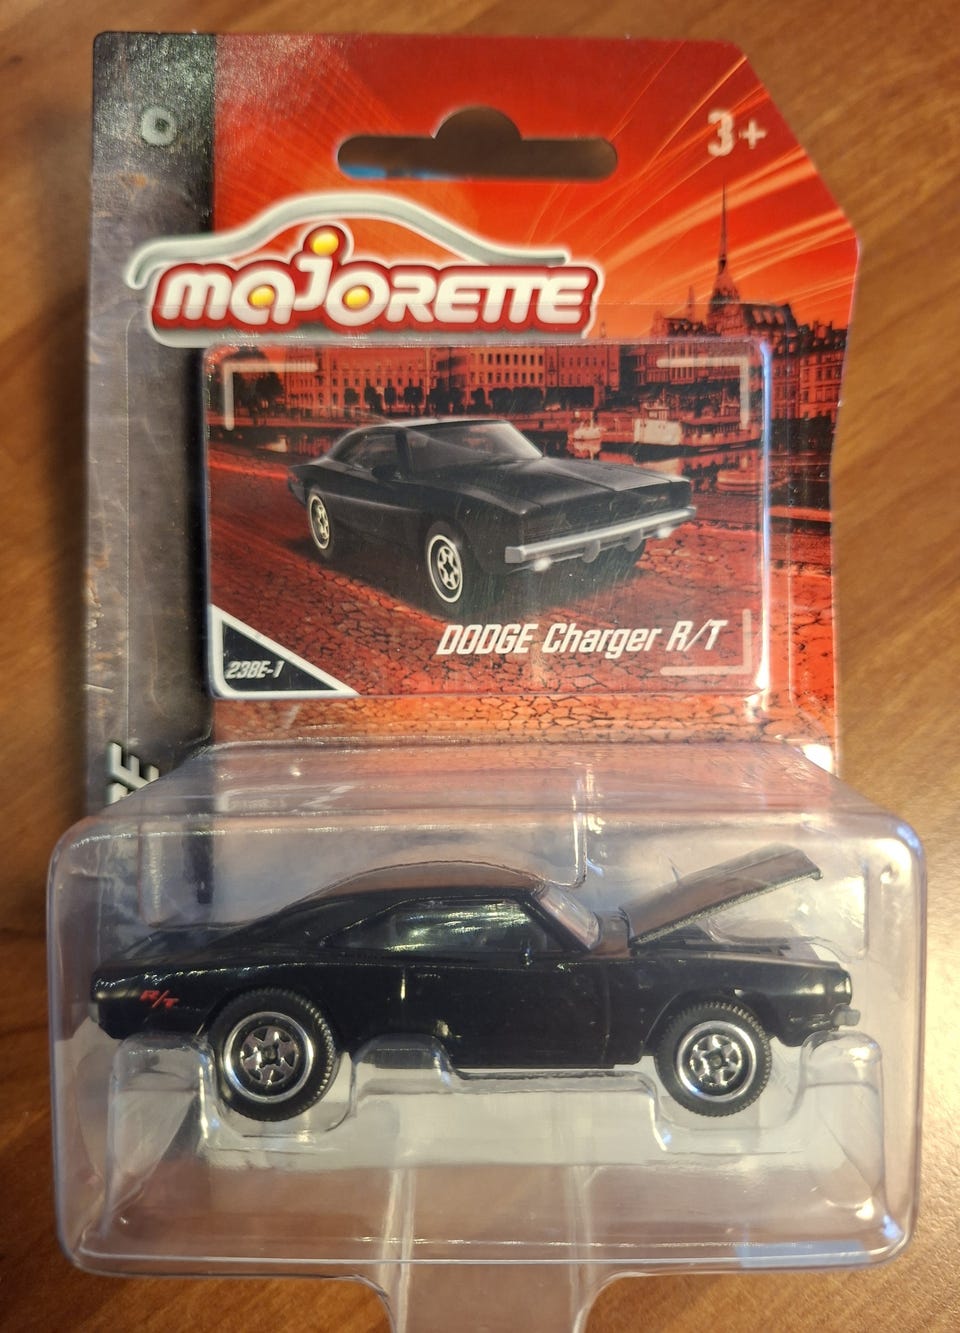 3+
MAJORETTE
DODGE Charger R/T
238E-1
R/T